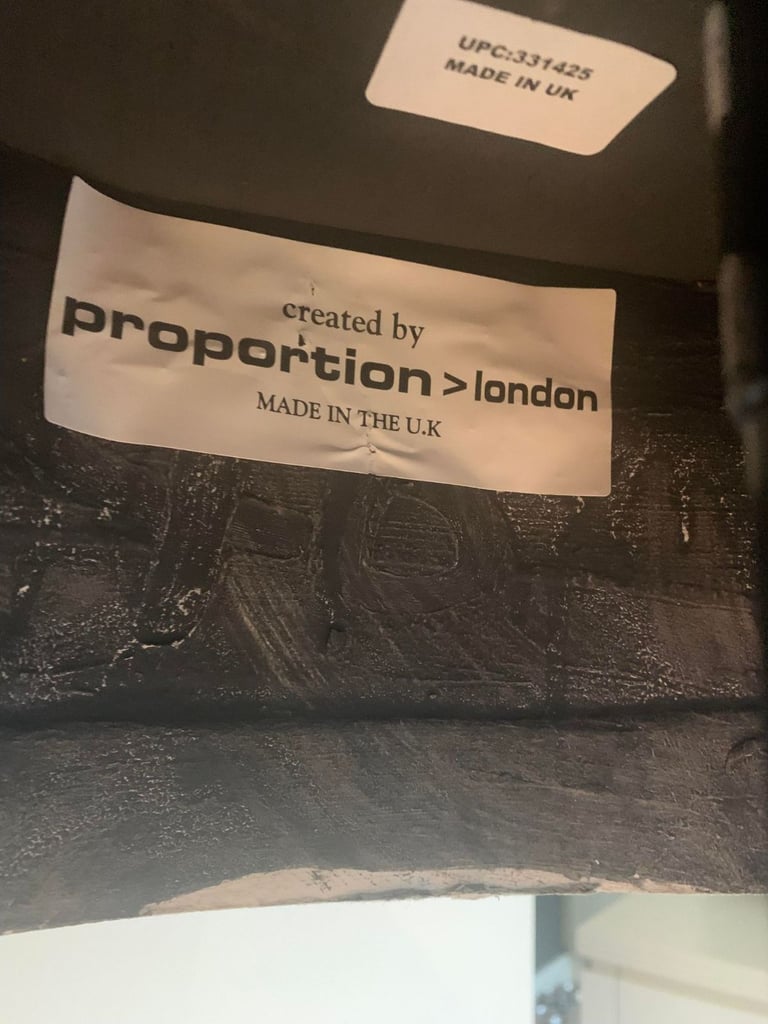 UPC:331425
MADE IN UK
created by
proportion>london
MADE IN THE U.K